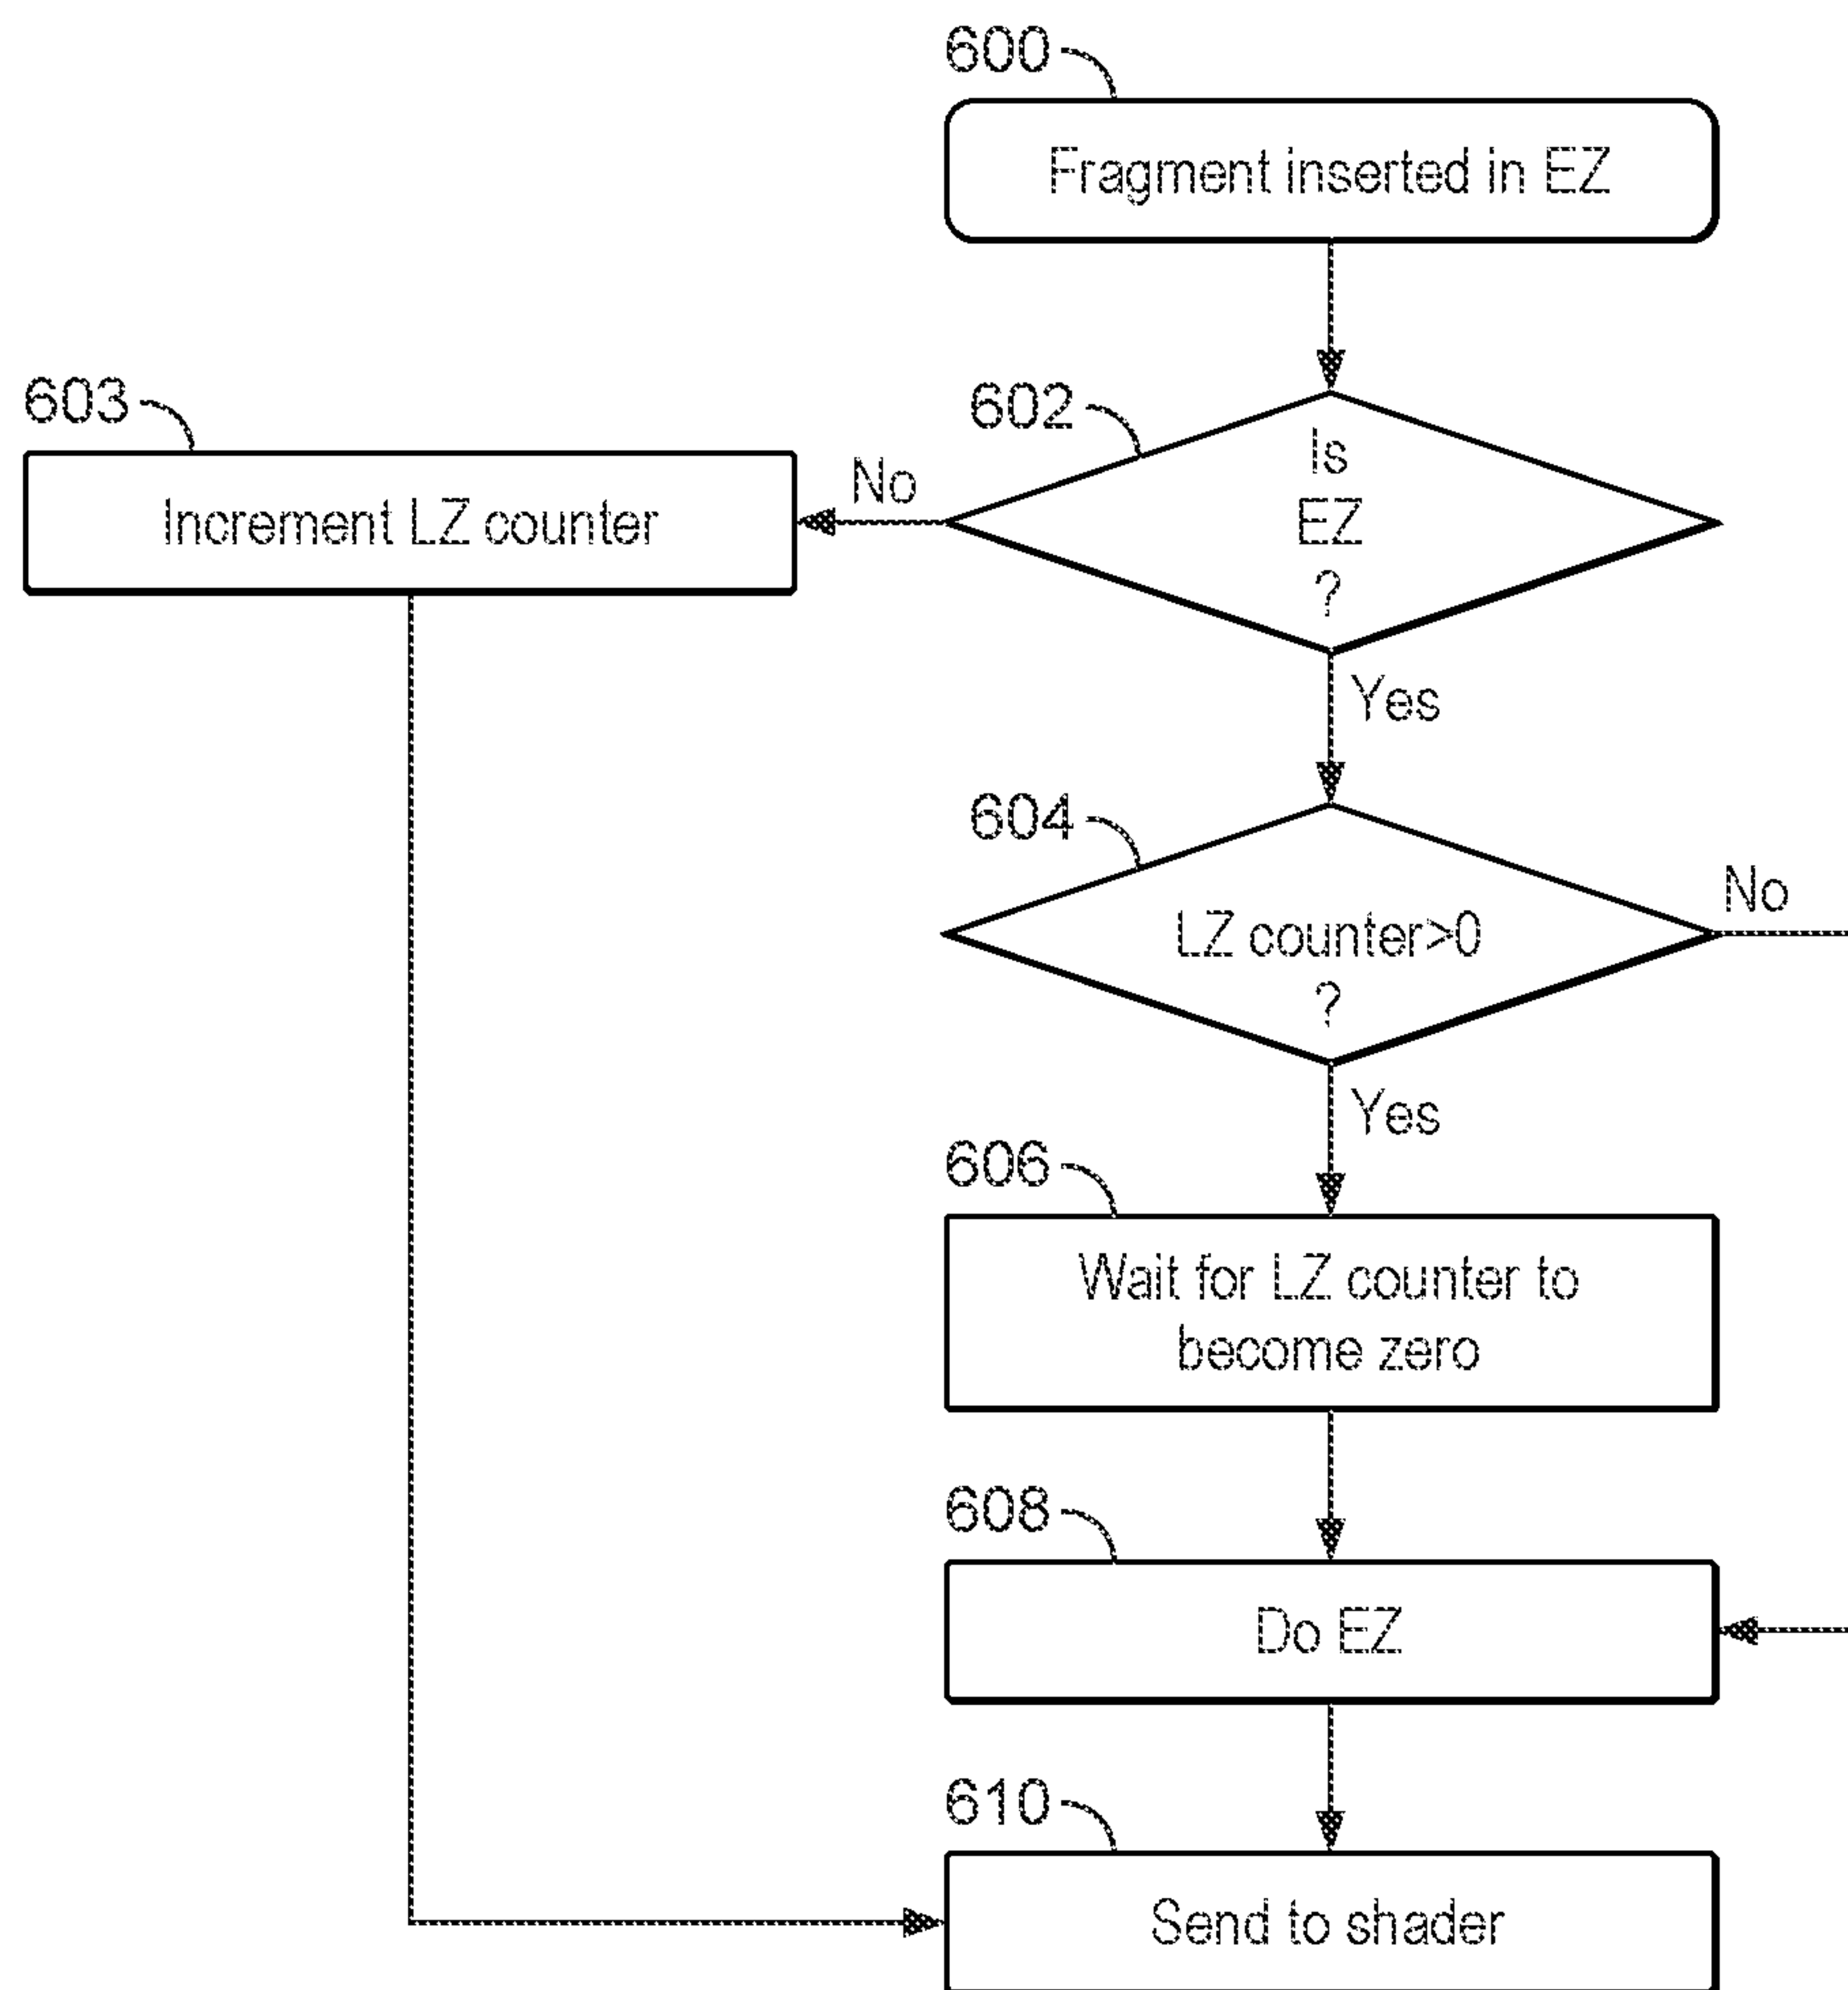 600
Fragment inserted in EZ
603
602
Is
EZ
?
No
Increment LZ counter
Yes
604
LZ counter>0
?
No
Yes
606
Wait for LZ counter to
become zero
608
Do EZ
610
Send to shader